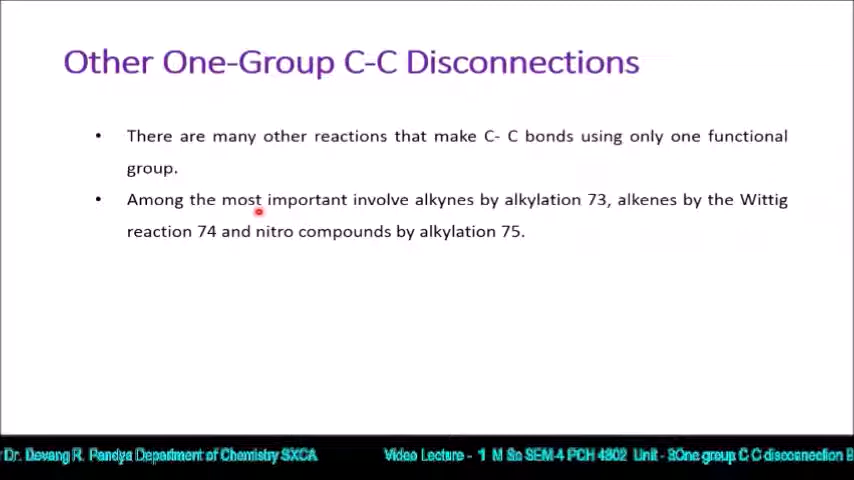 Other One-Group C-C Disconnections
• There are many other reactions that make C- C bonds using only one functional
group.
• Among the most important involve alkynes by alkylation 73, alkenes by the Wittig
reaction 74 and nitro compounds by alkylation 75.
Dr. Devang R. Pandya Department of Chemistry SXCA Video Lecture - 1 M Sc SEM-4 PCH 4802 Unit - 3One group C C disconnection